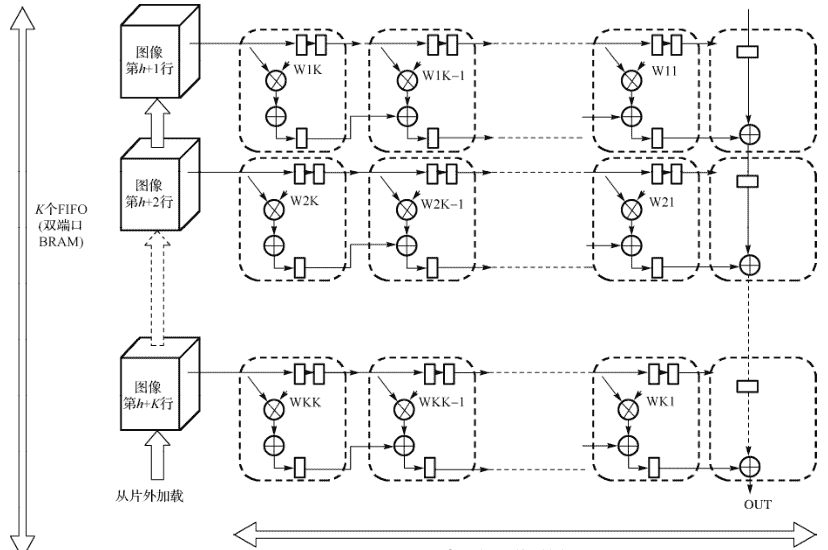 图像
第h+1行
W1K
W1K−1
W11
图像
第h+2行
W2K
W2K−1
W21
K个FIFO
(双端口
BRAM)
图像
第h+K行
WKK
WKK−1
WK1
从片外加载
OUT